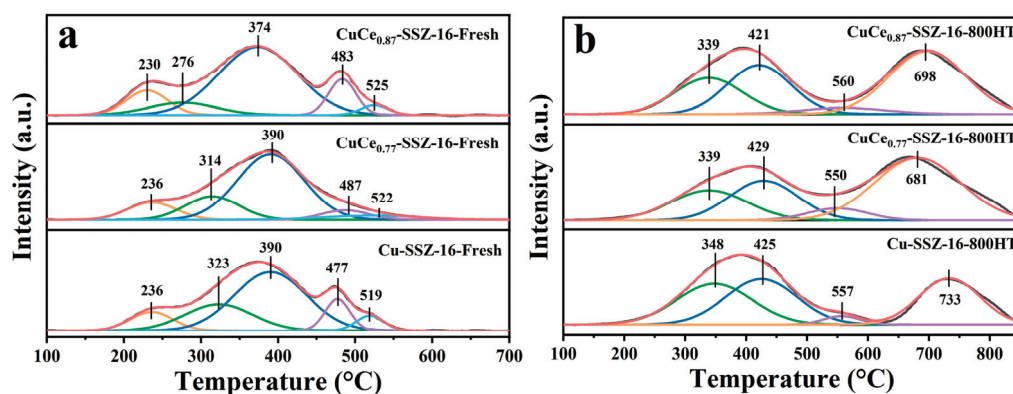 a
CuCe0.87-SSZ-16-Fresh
230
276
374
483
525
CuCe0.77-SSZ-16-Fresh
236
314
390
487
522
Cu-SSZ-16-Fresh
236
323
390
477
519
Intensity (a.u.)
100 200 300 400 500 600 700
Temperature (°C)
b
CuCe0.87-SSZ-16-800HT
339
421
560
698
CuCe0.77-SSZ-16-800HT
339
429
550
681
Cu-SSZ-16-800HT
348
425
557
733
Intensity (a.u.)
100 200 300 400 500 600 700 800
Temperature (°C)